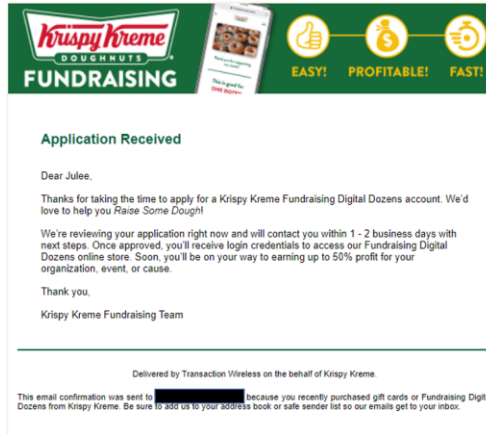 Krispy Kreme
DOUGHNUTS
FUNDRAISING
EASY! PROFITABLE! FAST!
Application Received
Dear Julee,
Thanks for taking the time to apply for a Krispy Kreme Fundraising Digital Dozens account. We'd
love to help you Raise Some Dough!
We're reviewing your application right now and will contact you within 1 - 2 business days with
next steps. Once approved, you'll receive login credentials to access our Fundraising Digital
Dozens online store. Soon, you'll be on your way to earning up to 50% profit for your
organization, event, or cause.
Thank you,
Krispy Kreme Fundraising Team
Delivered by Transaction Wireless on the behalf of Krispy Kreme.
This email confirmation was sent to because you recently purchased gift cards or Fundraising Digit
Dozens from Krispy Kreme. Be sure to add us to your address book or safe sender list so our emails get to your inbox.